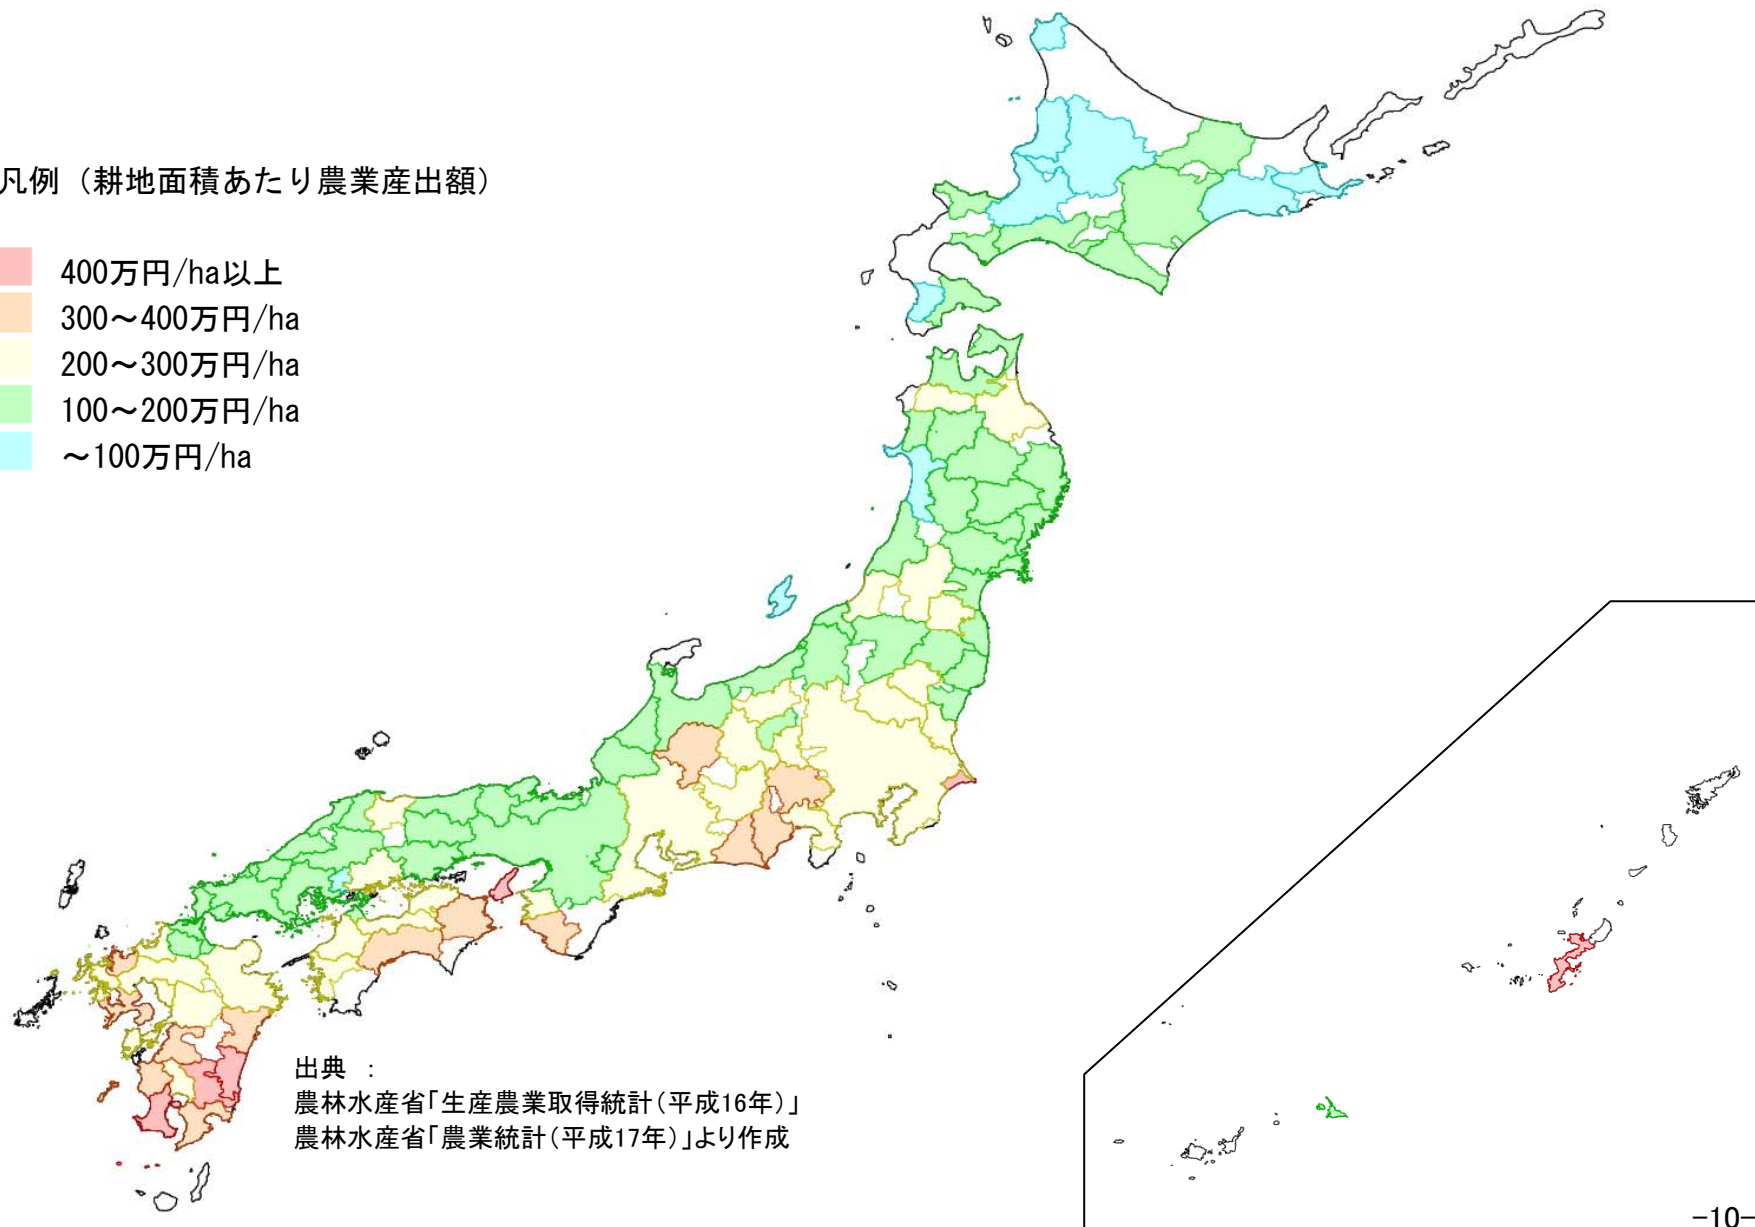 凡例（耕地面積あたり農業産出額）
400万円/ha以上
300～400万円/ha
200～300万円/ha
100～200万円/ha
～100万円/ha
出典　：
農林水産省「生産農業取得統計（平成16年）」
農林水産省「農業統計（平成17年）」より作成
-10-